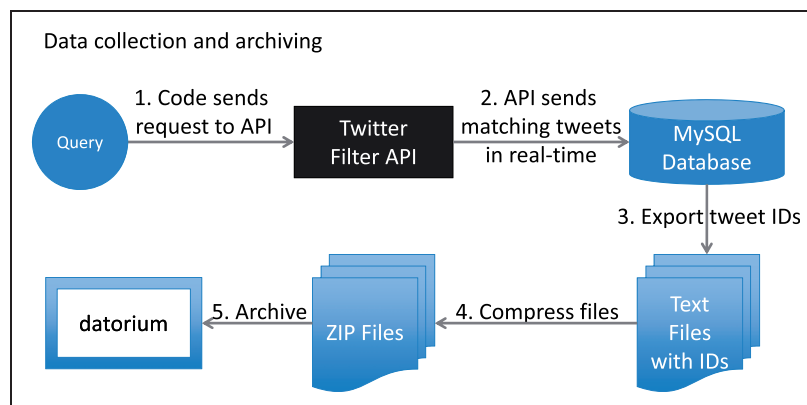 Data collection and archiving
Query
1. Code sends
request to API
Twitter
Filter API
2. API sends
matching tweets
in real-time
MySQL
Database
3. Export tweet IDs
Text
Files
with IDs
4. Compress files
ZIP Files
5. Archive
datorium